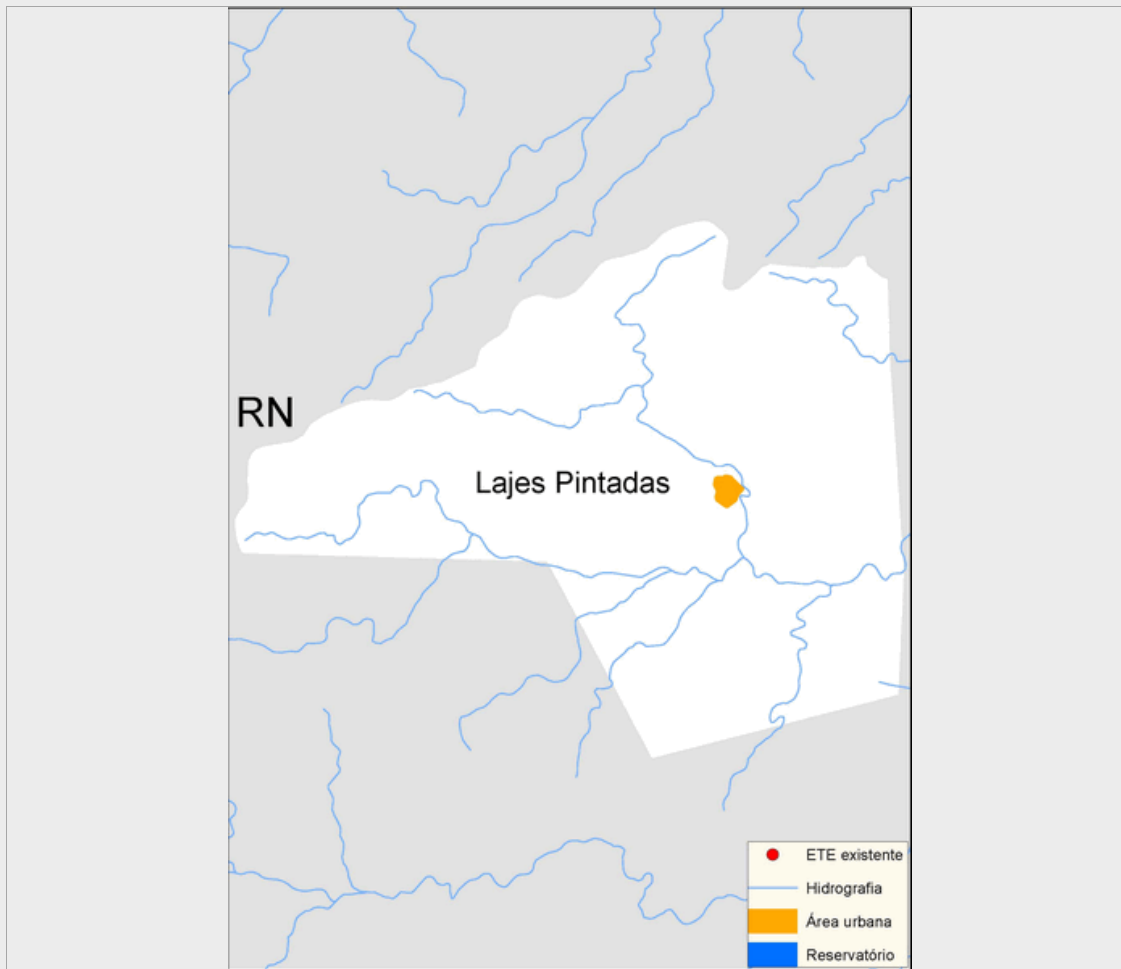 RN
Lajes Pintadas
ETE existente
Hidrografia
Área urbana
Reservatório